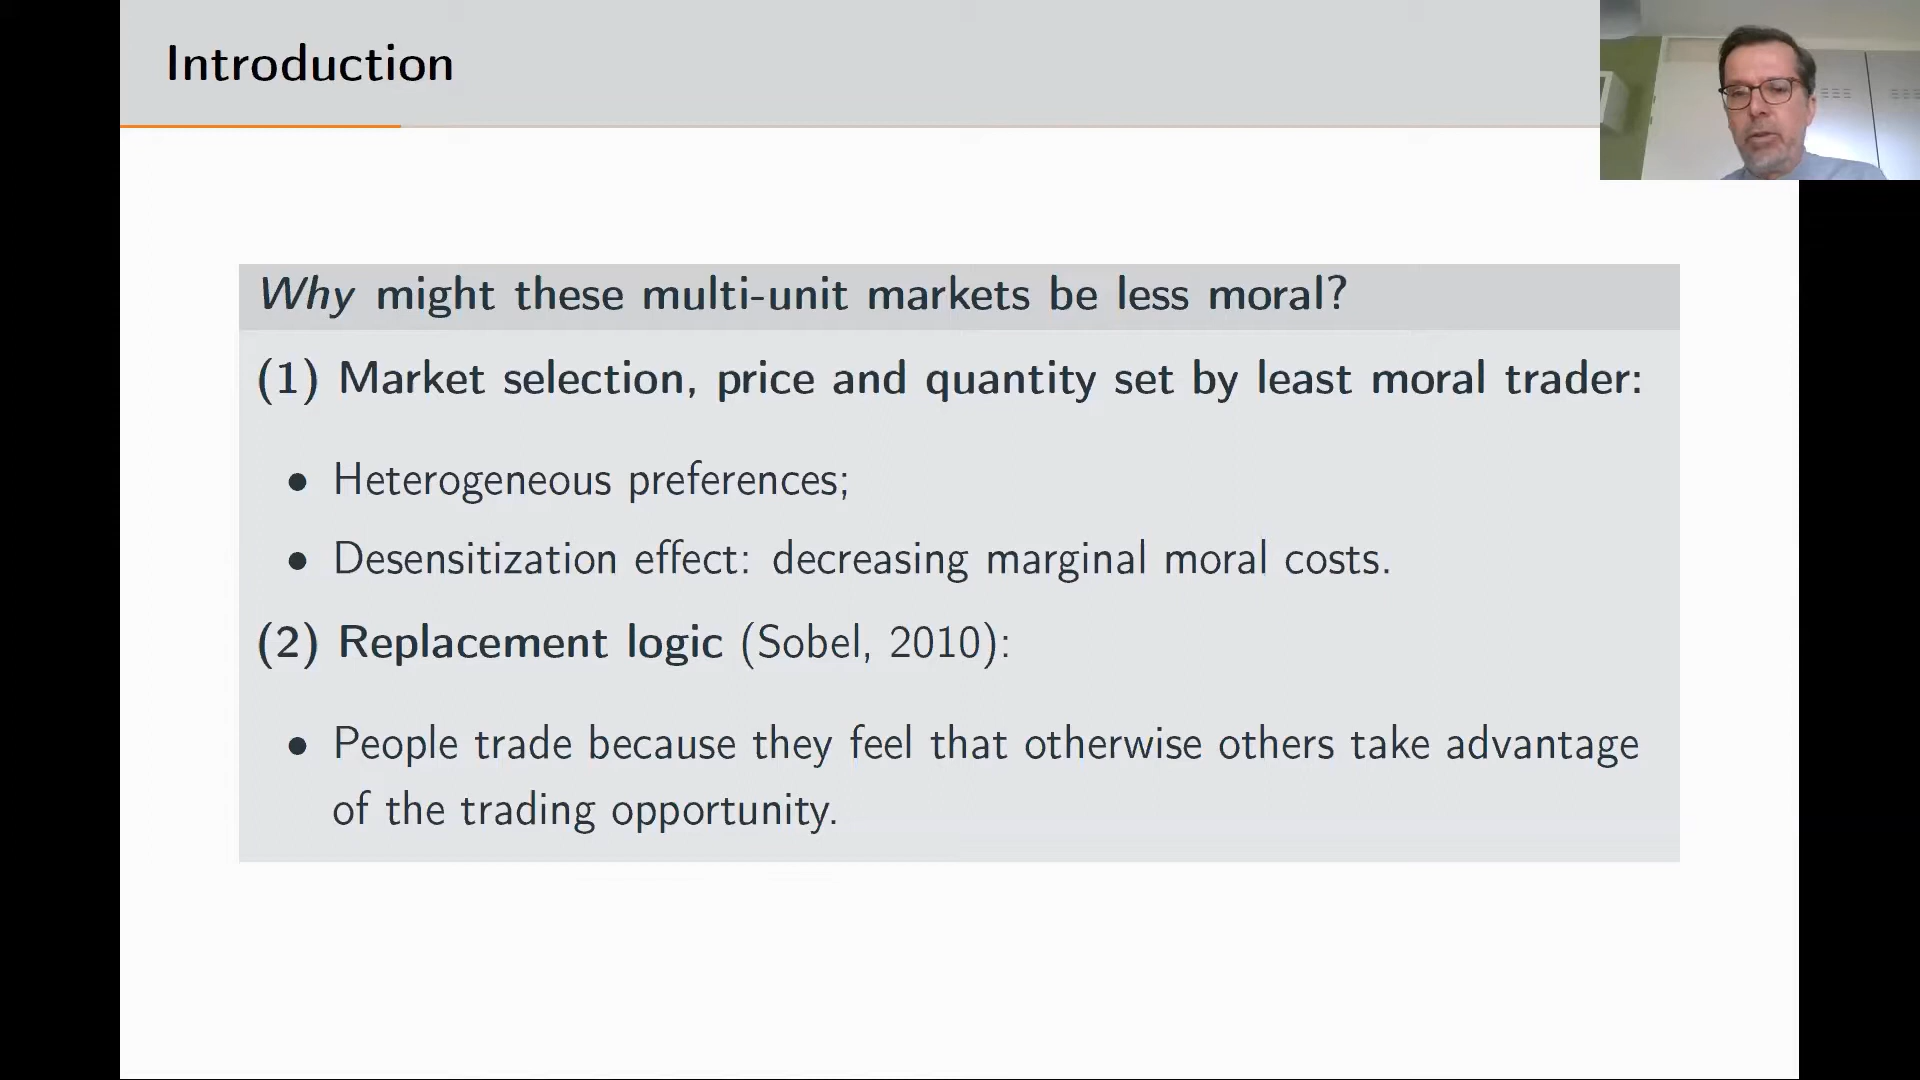 Introduction
Why might these multi-unit markets be less moral?
(1) Market selection, price and quantity set by least moral trader:
• Heterogeneous preferences;
• Desensitization effect: decreasing marginal moral costs.
(2) Replacement logic (Sobel, 2010):
• People trade because they feel that otherwise others take advantage
of the trading opportunity.